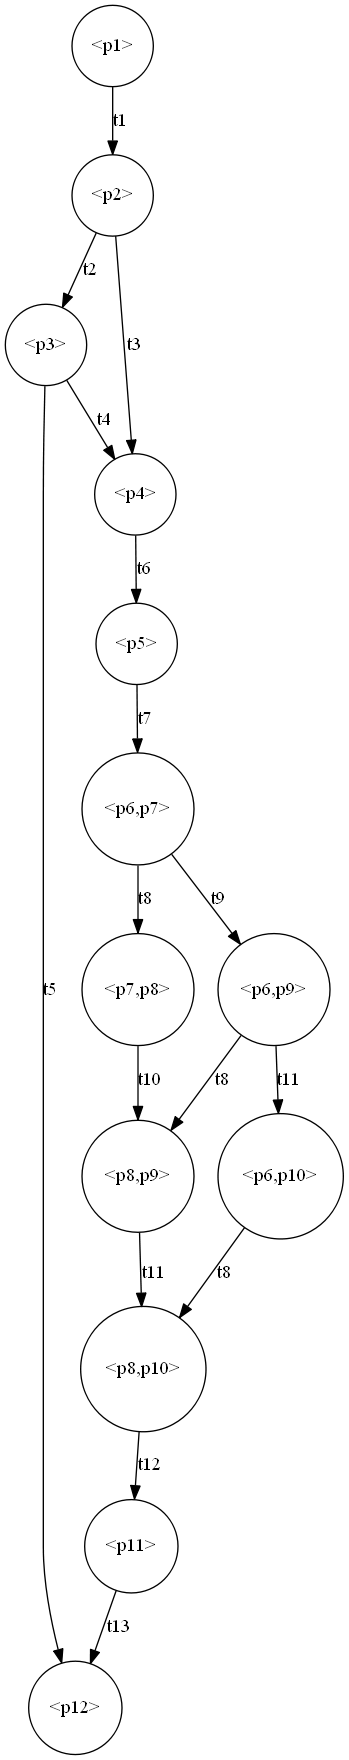 <p1>
t1
<p2>
t2
<p3>
t3
t4
<p4>
t6
<p5>
t7
<p6,p7>
t8
t9
t5
<p7,p8>
<p6,p9>
t10
t8
t11
<p8,p9>
<p6,p10>
t11
t8
<p8,p10>
t12
<p11>
t13
<p12>